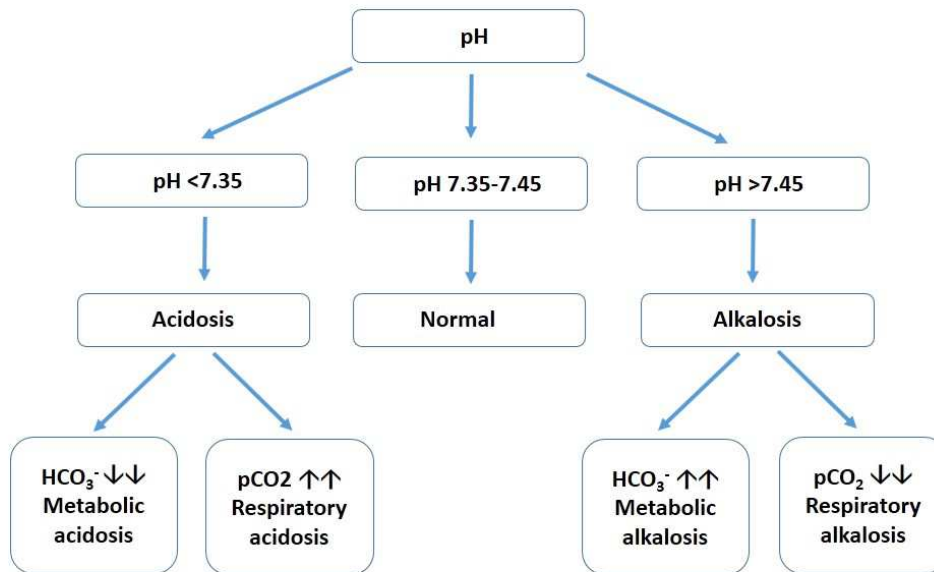 pH
pH <7.35
pH 7.35-7.45
pH >7.45
Acidosis
Normal
Alkalosis
HCO₃⁻ ↓↓
Metabolic
acidosis
pCO2 ↑↑
Respiratory
acidosis
HCO₃⁻ ↑↑
Metabolic
alkalosis
pCO₂ ↓↓
Respiratory
alkalosis